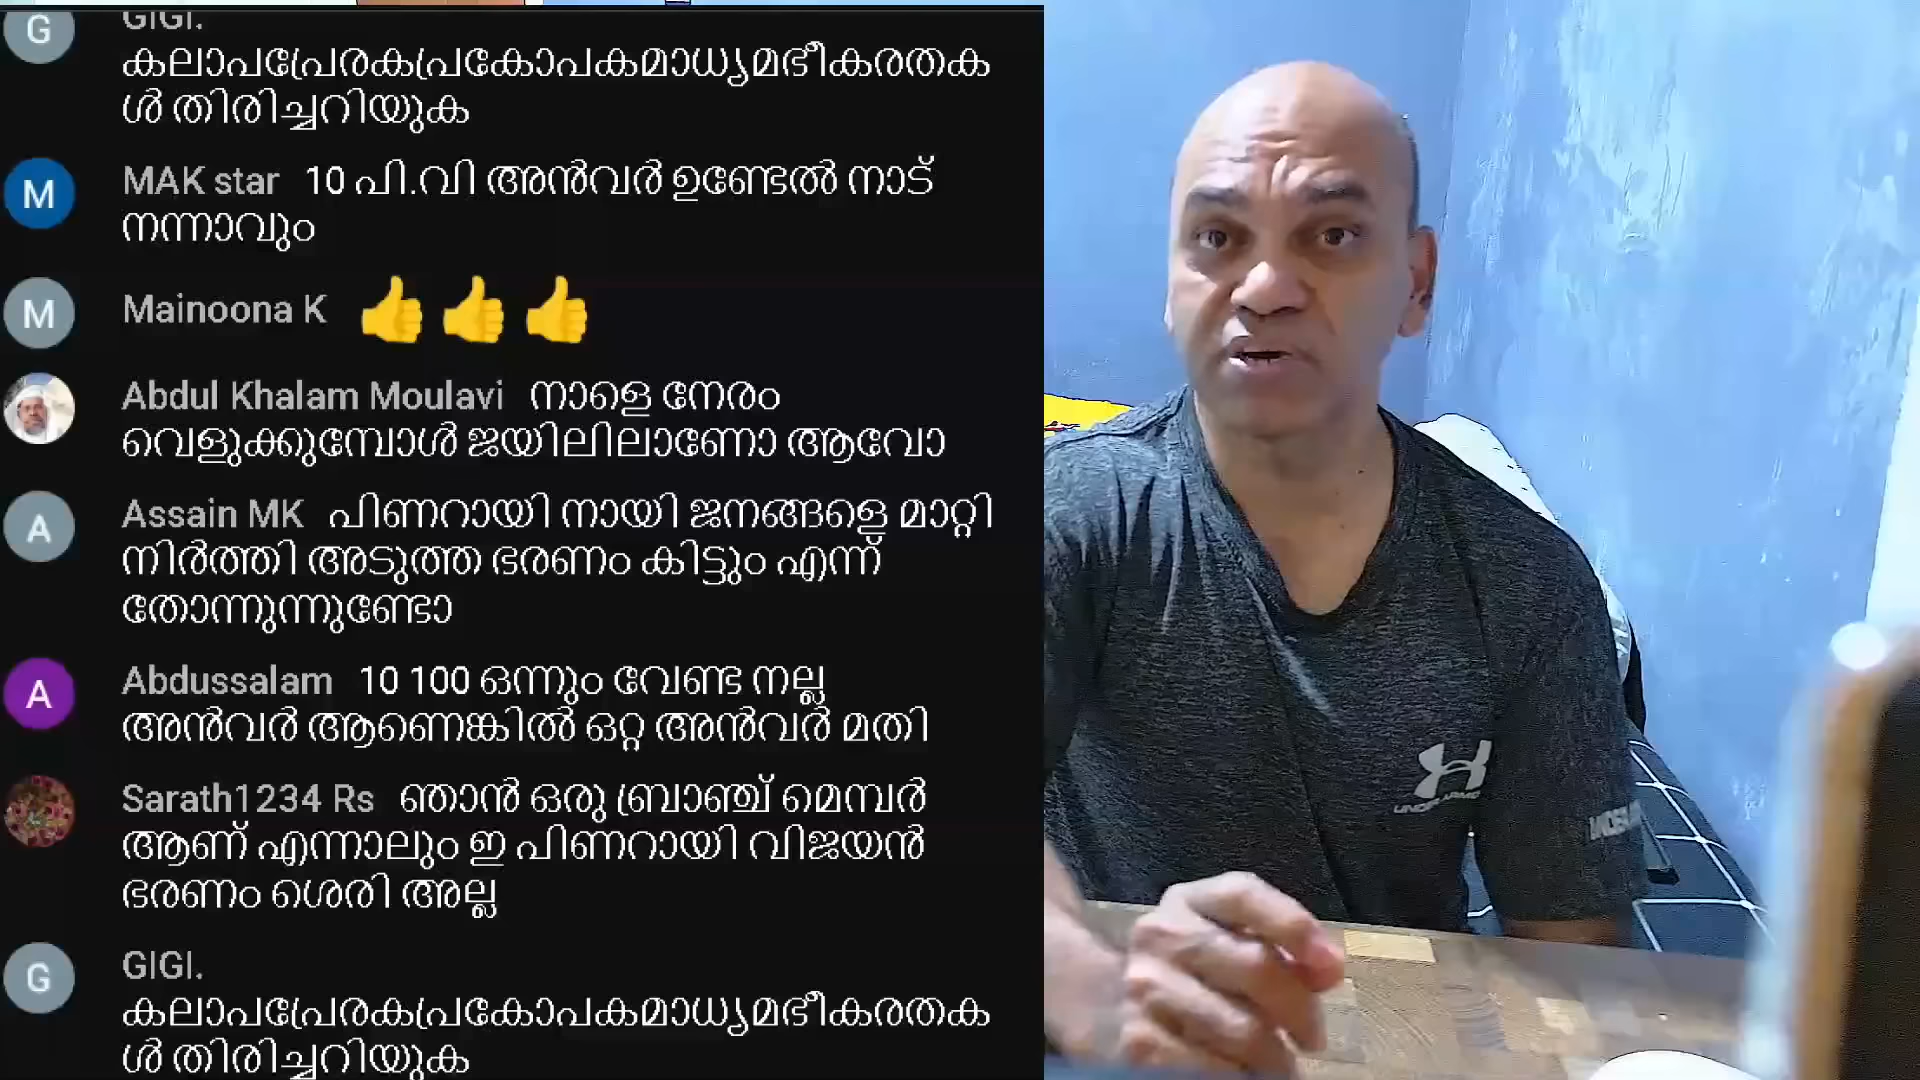 GIGI.
കലാപപ്രേരകപ്രകോപകമാധ്യമഭീകരതക
ൾ തിരിച്ചറിയുക
MAK star 10 പി.വി അൻവർ ഉണ്ടേൽ നാട്
നന്നാവും
Mainoona K 👍👍👍
Abdul Khalam Moulavi നാളെ നേരം
വെളുക്കുമ്പോൾ ജയിലിലാണോ ആവോ
Assain MK പിണറായി നായി ജനങ്ങളെ മാറ്റി
നിർത്തി അടുത്ത ഭരണം കിട്ടും എന്ന്
തോന്നുന്നുണ്ടോ
Abdussalam 10 100 ഒന്നും വേണ്ട നല്ല
അൻവർ ആണെങ്കിൽ ഒറ്റ അൻവർ മതി
Sarath1234 Rs ഞാൻ ഒരു ബ്രാഞ്ച് മെമ്പർ
ആണ് എന്നാലും ഇ പിണറായി വിജയൻ
ഭരണം ശെരി അല്ല
GIGI.
കലാപപ്രേരകപ്രകോപകമാധ്യമഭീകരതക
ൾ തിരിച്ചറിയുക
UNDER ARMOUR